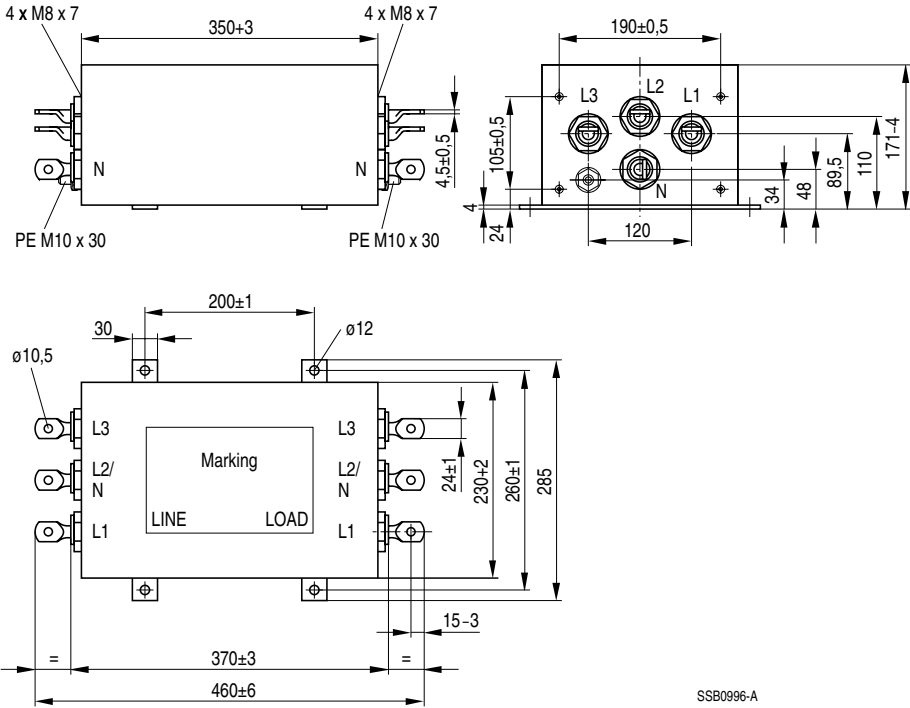 4 x M8 x 7
350+3
4 x M8 x 7
N
N
4,5±0,5
PE M10 x 30
PE M10 x 30
190±0,5
L3
L2
L1
N
105±0,5
4
24
34
48
89,5
110
171-4
120
200±1
30
ø12
ø10,5
L3
L3
L2/
N
L2/
N
L1
L1
Marking
LINE
LOAD
24±1
230+2
260±1
285
15-3
=
370±3
=
460±6
SSB0996-A